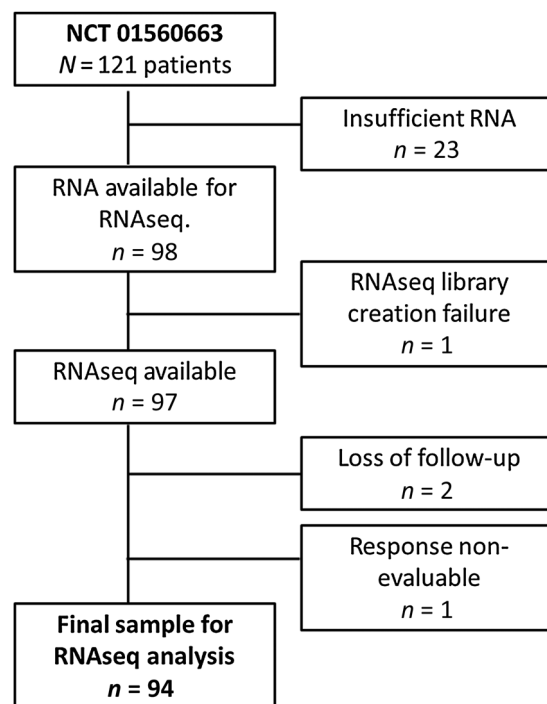 NCT 01560663
N = 121 patients
Insufficient RNA
n = 23
RNA available for
RNAseq.
n = 98
RNAseq library
creation failure
n = 1
RNAseq available
n = 97
Loss of follow-up
n = 2
Response non-
evaluable
n = 1
Final sample for
RNAseq analysis
n = 94